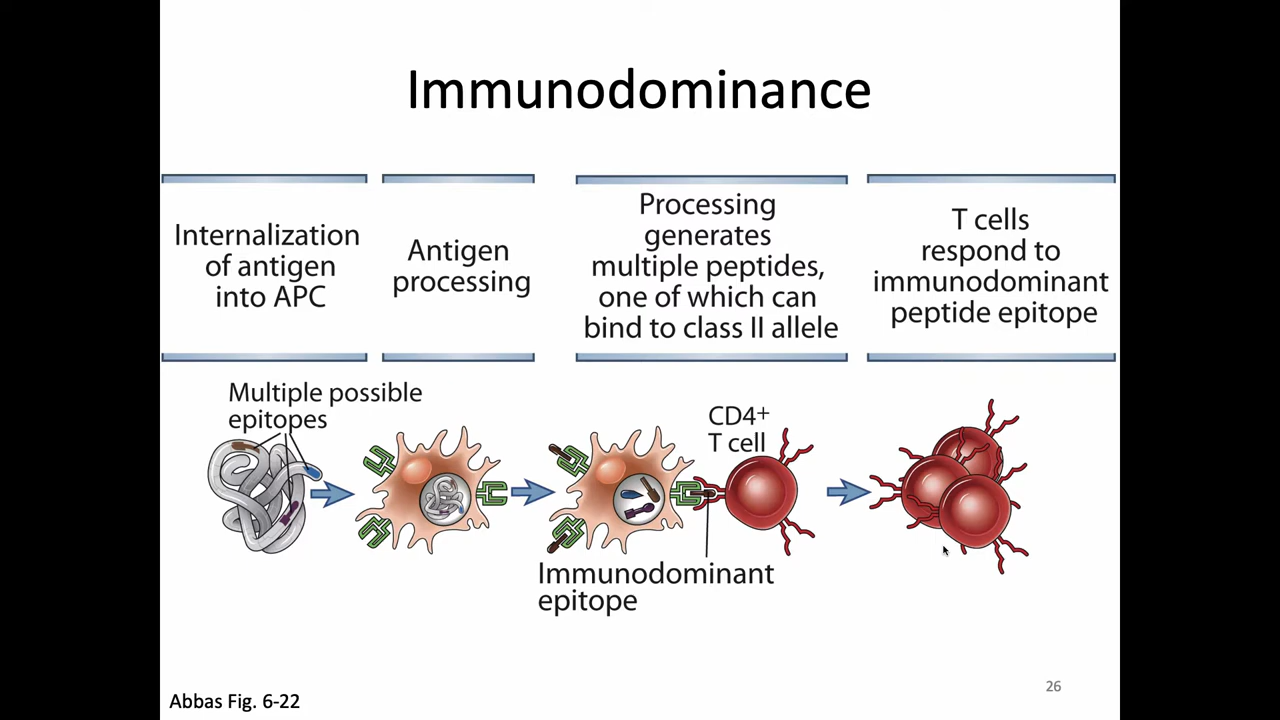 Immunodominance
Internalization
of antigen
into APC
Antigen
processing
Processing
generates
multiple peptides,
one of which can
bind to class II allele
T cells
respond to
immunodominant
peptide epitope
Multiple possible
epitopes
CD4+
T cell
Immunodominant
epitope
26
Abbas Fig. 6-22